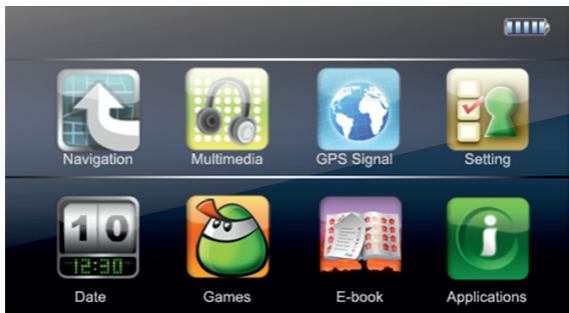 Navigation Multimedia GPS Signal Setting
10
12:30
Date Games E-book Applications